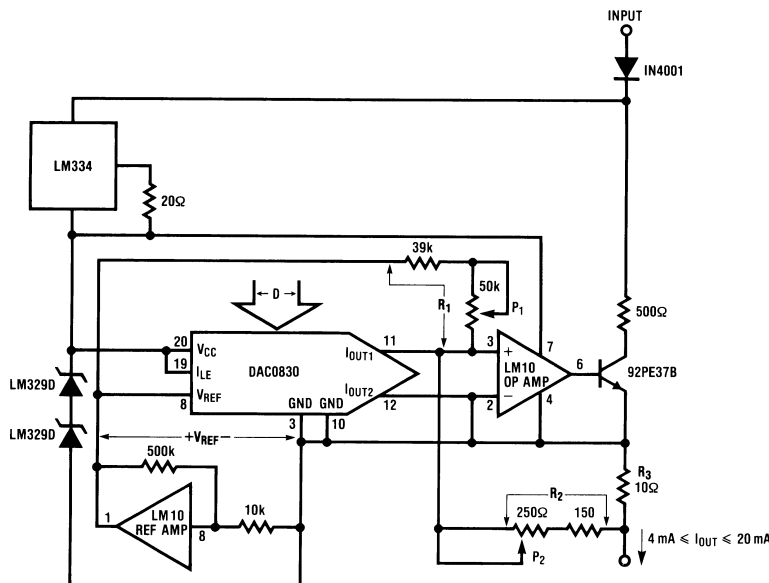 INPUT
IN4001
LM334
20Ω
39k
50k
P1
R1
D
500Ω
20 VCC
19 ILE
8 VREF
DAC0830
IOUT1 11
IOUT2 12
GND GND
3 10
3 +
LM10
OP AMP
2 −
7
6
4
92PE37B
LM329D
LM329D
+VREF−
500k
1
LM10
REF AMP
8
10k
R2
250Ω 150
P2
R3
10Ω
4 mA ≤ IOUT ≤ 20 mA